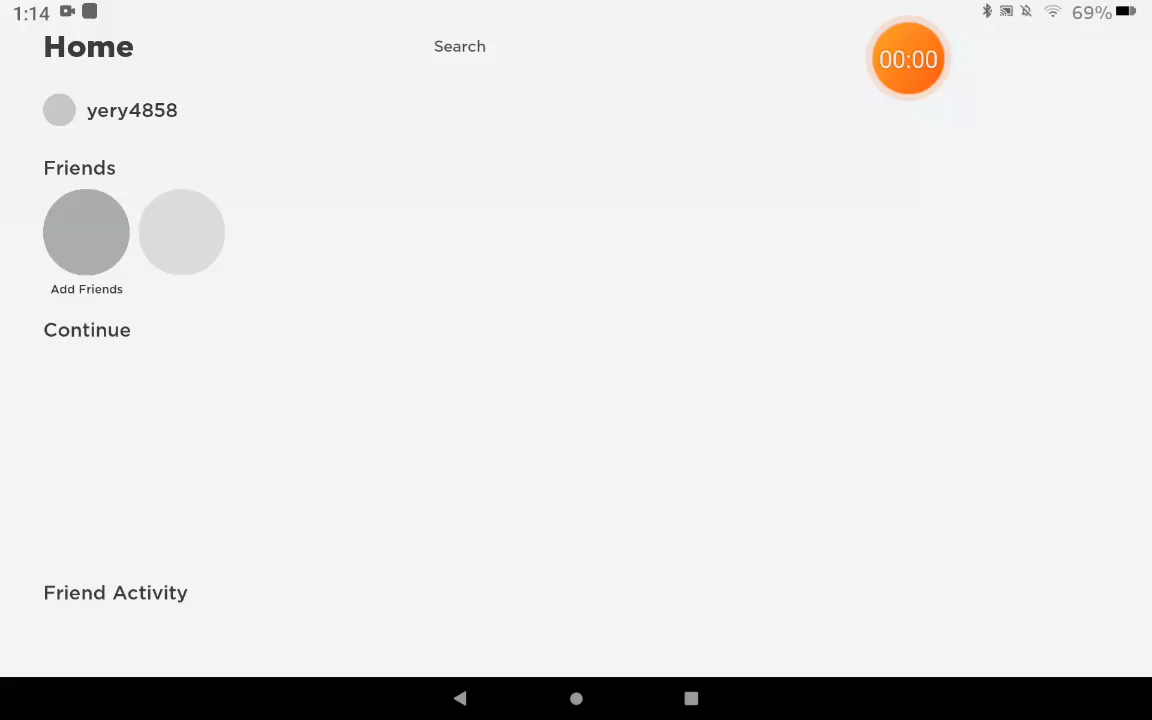 1:14
69%
Home
Search
00:00
yery4858
Friends
Add Friends
Continue
Friend Activity